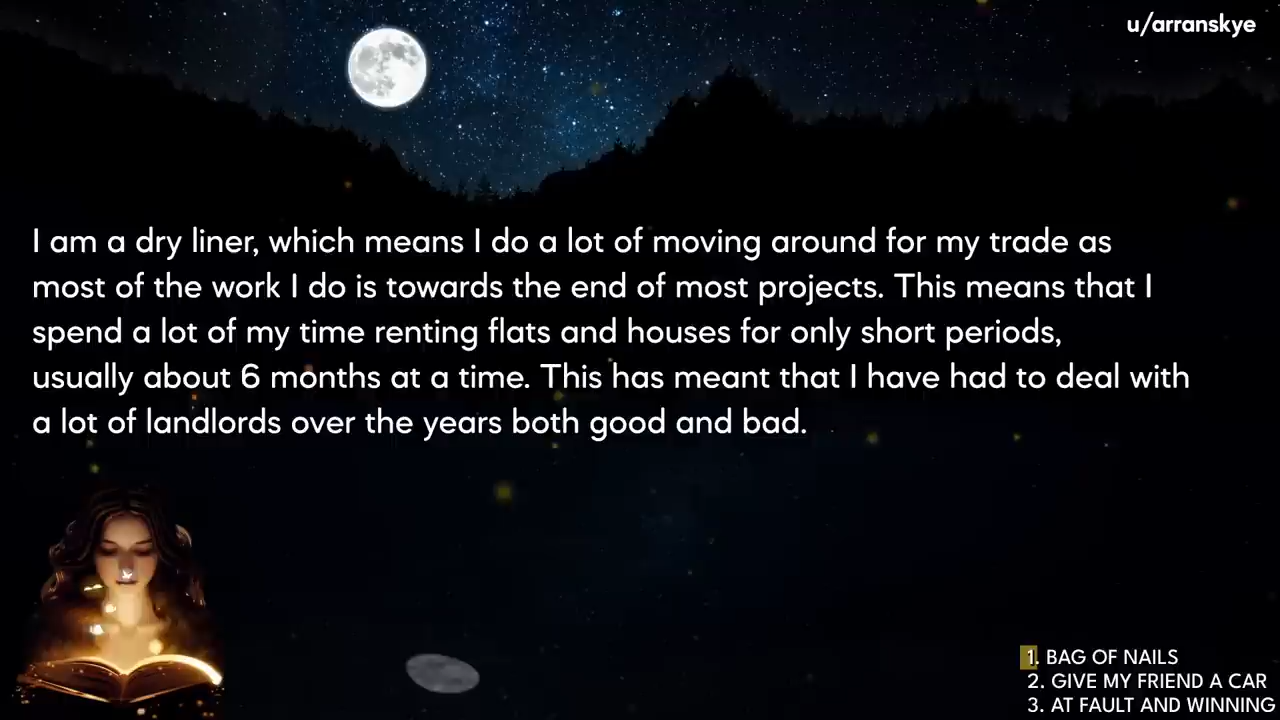 u/arranskye
I am a dry liner, which means I do a lot of moving around for my trade as
most of the work I do is towards the end of most projects. This means that I
spend a lot of my time renting flats and houses for only short periods,
usually about 6 months at a time. This has meant that I have had to deal with
a lot of landlords over the years both good and bad.
1. BAG OF NAILS
2. GIVE MY FRIEND A CAR
3. AT FAULT AND WINNING